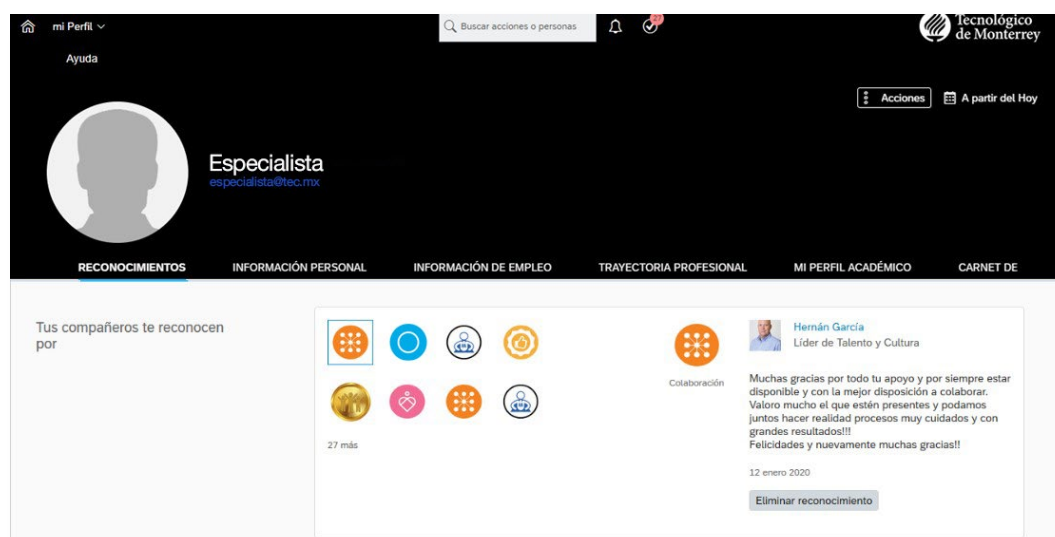 mi Perfil
Buscar acciones o personas
27
Tecnológico
de Monterrey
Ayuda
Acciones
A partir del Hoy
Especialista
especialista@tec.mx
RECONOCIMIENTOS
INFORMACIÓN PERSONAL
INFORMACIÓN DE EMPLEO
TRAYECTORIA PROFESIONAL
MI PERFIL ACADÉMICO
CARNET DE
Tus compañeros te reconocen
por
27 más
Colaboración
Hernán García
Líder de Talento y Cultura
Muchas gracias por todo tu apoyo y por siempre estar
disponible y con la mejor disposición a colaborar.
Valoro mucho el que estén presentes y podamos
juntos hacer realidad procesos muy cuidados y con
grandes resultados!!!
Felicidades y nuevamente muchas gracias!!
12 enero 2020
Eliminar reconocimiento